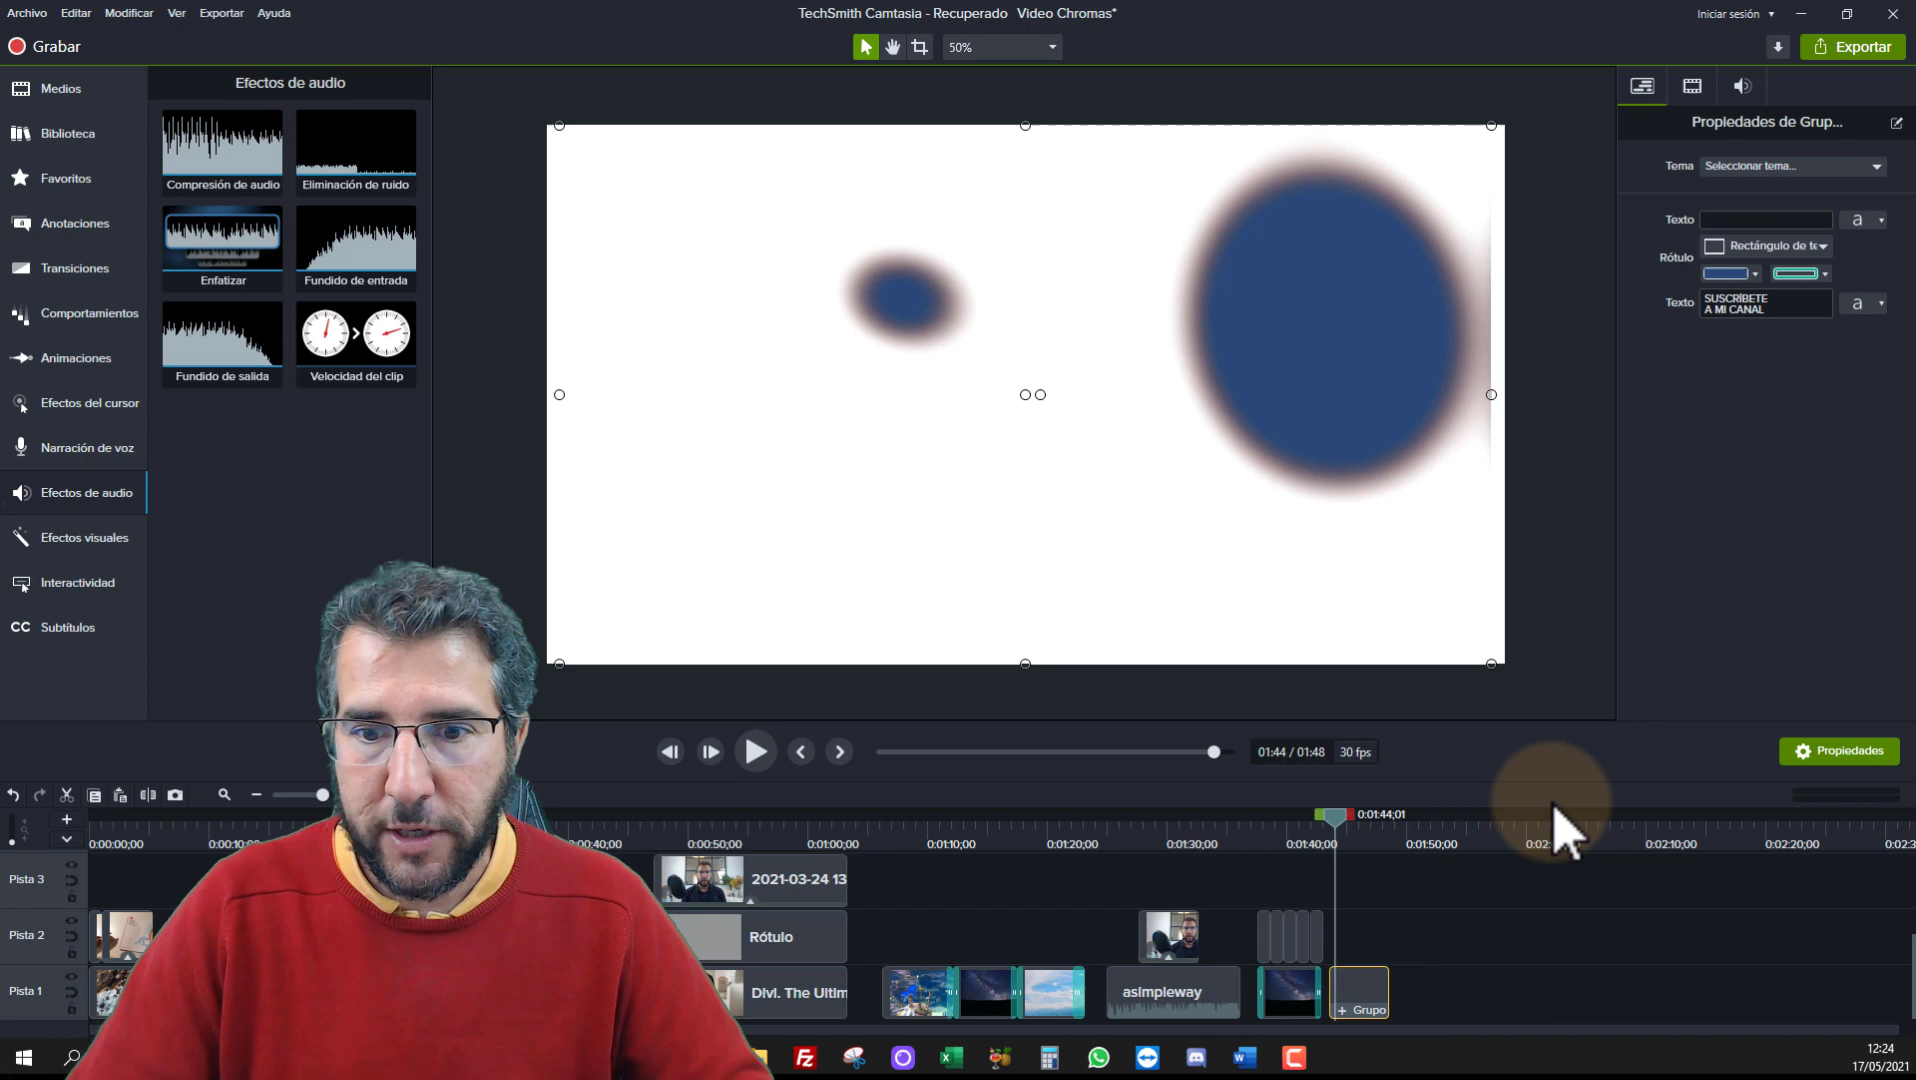 Archivo Editar Modificar Ver Exportar Ayuda
TechSmith Camtasia - Recuperado Video Chromas*
Iniciar sesión
Grabar
50%
Exportar
Medios
Biblioteca
Favoritos
Anotaciones
Transiciones
Comportamientos
Animaciones
Efectos del cursor
Narración de voz
Efectos de audio
Efectos visuales
Interactividad
CC Subtítulos
Efectos de audio
Compresión de audio
Eliminación de ruido
Enfatizar
Fundido de entrada
Fundido de salida
Velocidad del clip
Propiedades de Grup...
Tema Seleccionar tema...
Texto a
Rótulo Rectángulo de te
Texto SUSCRÍBETE
A MI CANAL a
01:44 / 01:48 30 fps
Propiedades
0:01:44;01
0:00:00;00 0:00:50;00 0:01:00;00 0:01:10;00 0:01:20;00 0:01:30;00 0:01:40;00 0:01:50;00 0:02:10;00 0:02:20;00
Pista 3
2021-03-24 13
Pista 2
Rótulo
Pista 1
Divi. The Ultim
asimpleway
+ Grupo
12:24
17/05/2021